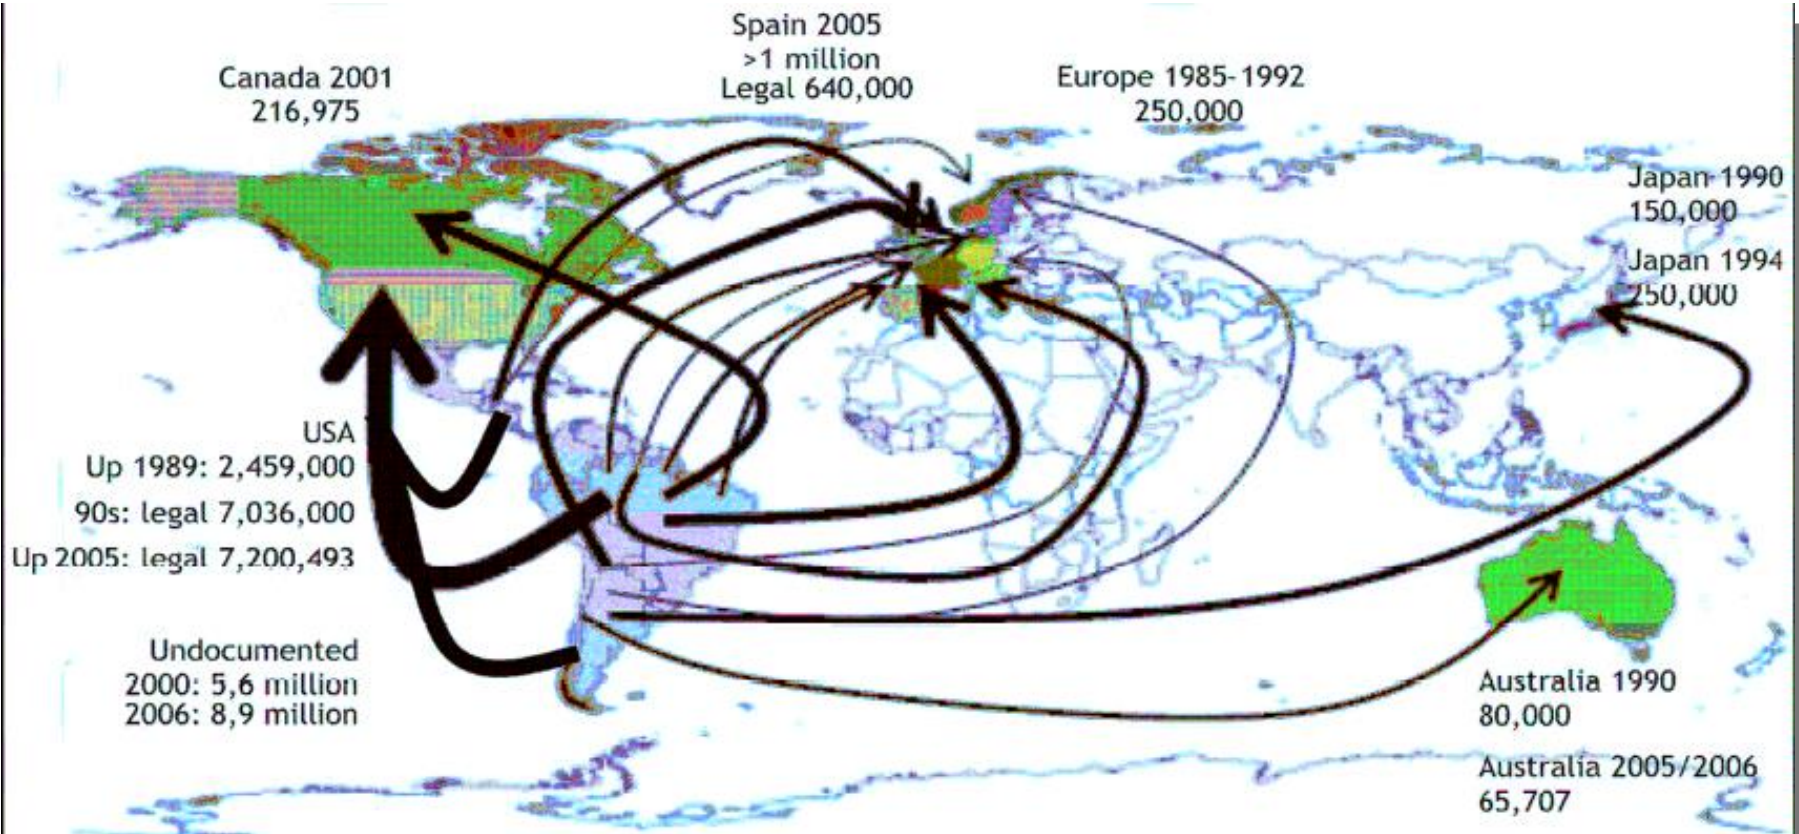 Spain 2005
>1 million
Legal 640,000
Canada 2001
216,975
Europe 1985-1992
250,000
Japan 1990
150,000
Japan 1994
250,000
USA
Up 1989: 2,459,000
90s: legal 7,036,000
Up 2005: legal 7,200,493
Undocumented
2000: 5,6 million
2006: 8,9 million
Australia 1990
80,000
Australia 2005/2006
65,707